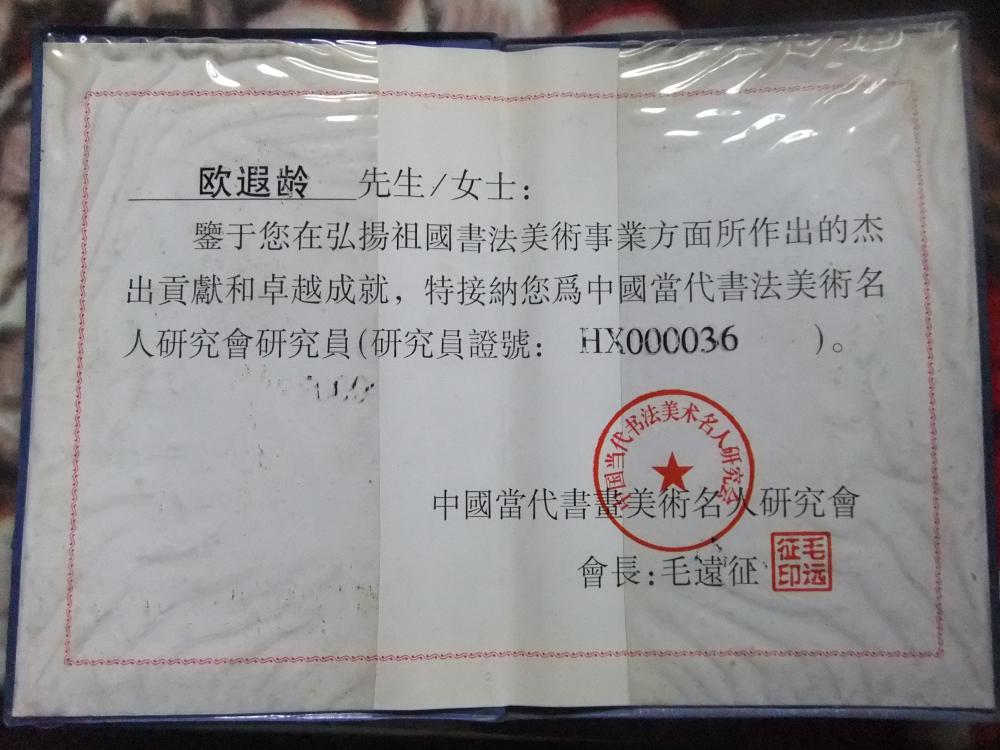 欧遐龄 先生/女士:
鑒于您在弘揚祖國書法美術事業方面所作出的杰
出貢獻和卓越成就,特接納您爲中國當代書法美術名
人研究會研究員(研究員證號: HX000036 )。
中国当代书法美术名人研究会
中國當代書畫美術名人研究會
會長:毛遠征
毛远征印